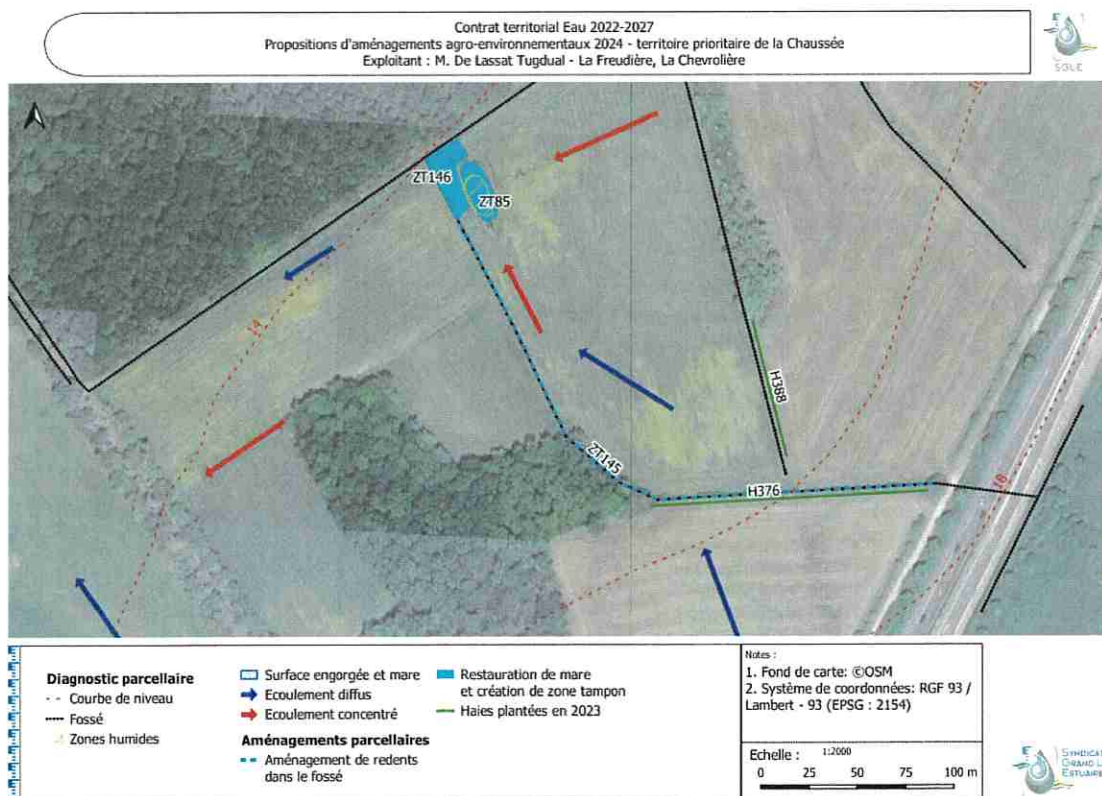 Contrat territorial Eau 2022-2027
Propositions d'aménagements agro-environnementaux 2024 - territoire prioritaire de la Chaussée
Exploitant : M. De Lassat Tugdual - La Freudière, La Chevrolière
SGLE
ZT146
ZT85
14
H388
ZT145
H376
16
Diagnostic parcellaire
Courbe de niveau
Fossé
Zones humides
Surface engorgée et mare
Ecoulement diffus
Ecoulement concentré
Aménagements parcellaires
Aménagement de redents
dans le fossé
Restauration de mare
et création de zone tampon
Haies plantées en 2023
Notes :
1. Fond de carte: ©OSM
2. Système de coordonnées: RGF 93 /
Lambert - 93 (EPSG : 2154)
Echelle : 1:2000
0 25 50 75 100 m
SYNDICAT
GRAND L
ESTUAIRE